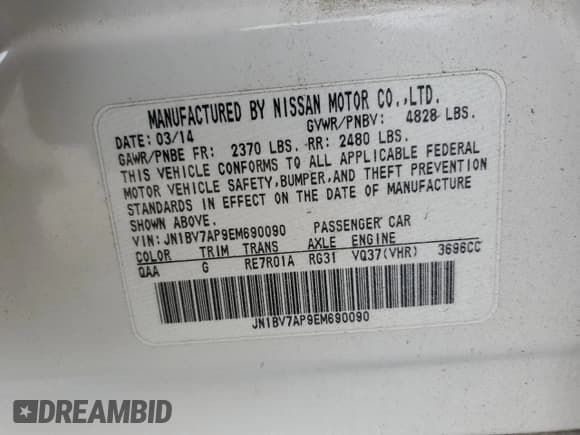 MANUFACTURED BY NISSAN MOTOR CO.,LTD.
DATE: 03/14 GVWR/PNBV: 4828 LBS.
GAWR/PNBE FR: 2370 LBS. RR: 2480 LBS.
THIS VEHICLE CONFORMS TO ALL APPLICABLE FEDERAL
MOTOR VEHICLE SAFETY,BUMPER,AND THEFT PREVENTION
STANDARDS IN EFFECT ON THE DATE OF MANUFACTURE
SHOWN ABOVE.
VIN: JN1BV7AP9EM690090 PASSENGER CAR
COLOR TRIM TRANS AXLE ENGINE
QAA G RE7R01A RG31 VQ37(VHR) 3696CC
JN1BV7AP9EM690090
DREAMBID